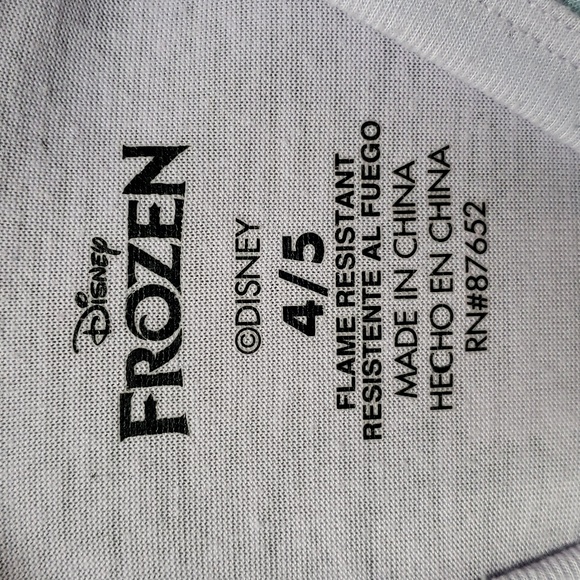 Disney
FROZEN
©DISNEY
4/5
FLAME RESISTANT
RESISTENTE AL FUEGO
MADE IN CHINA
HECHO EN CHINA
RN#87652